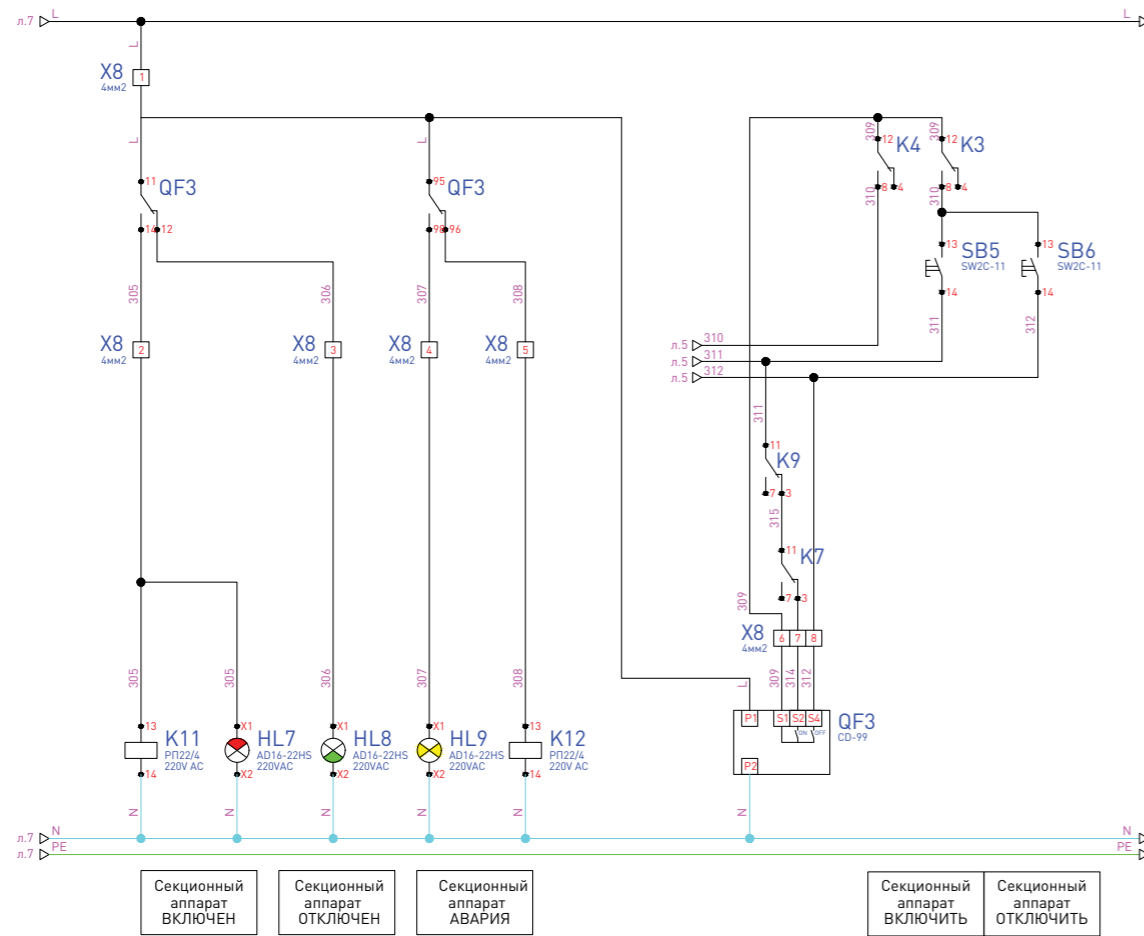 л.7 L L
L
X8 1
4мм2
L L 309 309
12 K4 12 K3
11 QF3 95 QF3
8 4 8 4
310 310
14 12 98 96
13 SB5 13 SB6
SW2C-11 SW2C-11
305 306 307 308
14 14
311 312
X8 2 X8 3 X8 4 X8 5
4мм2 4мм2 4мм2 4мм2
л.5 310
л.5 311
л.5 312
311
11
K9
7 3
315
11
K7
7 3
309
X8 6 7 8
4мм2
305 305 306 307 308 L 309 314 312
13 X1 X1 X1 13 P1 S1 S2 S4 QF3
K11 HL7 HL8 HL9 K12 ON OFF CD-99
РП22/4 AD16-22HS AD16-22HS AD16-22HS РП22/4
220V AC 220VAC 220VAC 220VAC 220V AC
14 X2 X2 X2 14 P2
N N N N N N
л.7 N N
л.7 PE PE
Секционный
аппарат
ВКЛЮЧЕН
Секционный
аппарат
ОТКЛЮЧЕН
Секционный
аппарат
АВАРИЯ
Секционный
аппарат
ВКЛЮЧИТЬ
Секционный
аппарат
ОТКЛЮЧИТЬ